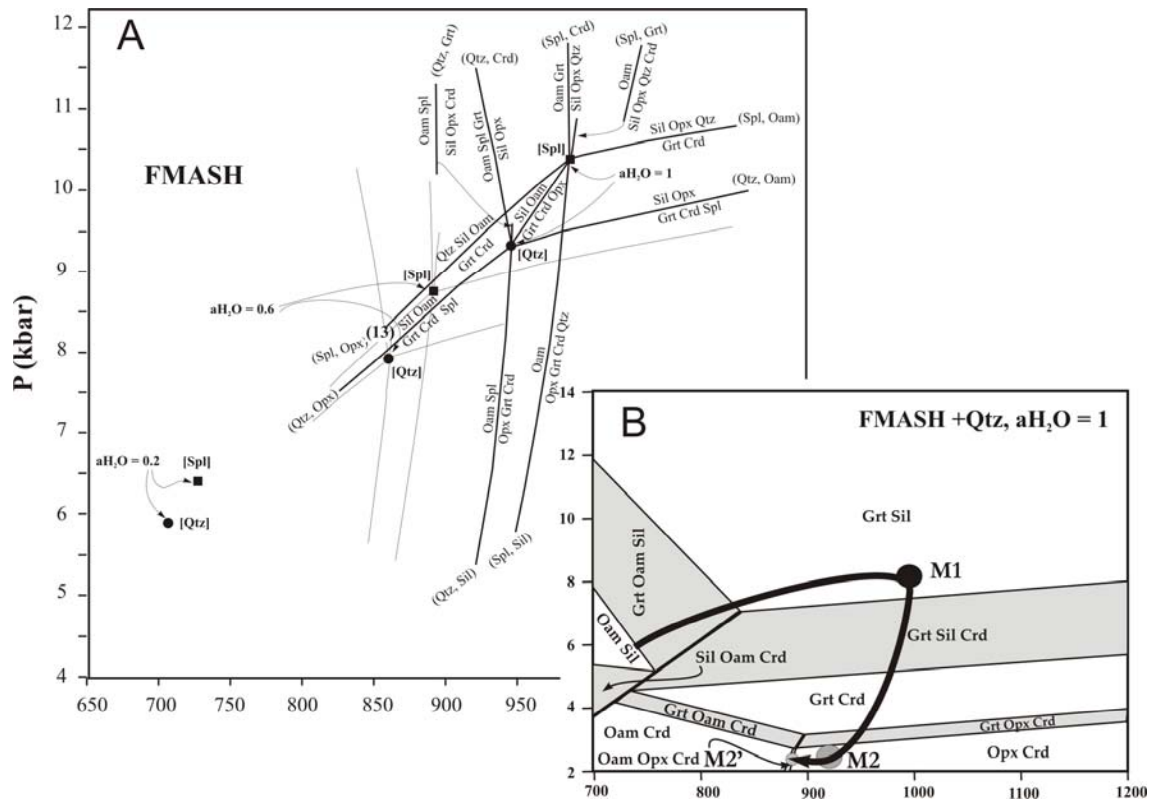 A
FMASH
P (kbar)
12
11
10
9
8
7
6
5
4
650
700
750
800
850
900
950
(Qtz, Grt)
(Qtz, Crd)
(Spl, Crd)
(Spl, Grt)
Oam Spl
Sil Opx Crd
Oam Spl Grt
Sil Opx
Oam Grt
Sil Opx Qtz
Oam
Sil Opx Qtz Crd
[Spl]
Sil Opx Qtz
(Spl, Oam)
Grt Crd
aH₂O = 1
Sil Opx
(Qtz, Oam)
Grt Crd Spl
Qtz Sil Oam
Grt Crd
Sil Oam
Grt Crd Opx
[Qtz]
[Spl]
aH₂O = 0.6
Sil Oam
Grt Crd Spl
(13)
(Spl, Opx)
[Qtz]
(Qtz, Opx)
Oam Spl
Opx Grt Crd
Oam
Opx Grt Crd Qtz
aH₂O = 0.2
[Spl]
[Qtz]
(Qtz, Sil)
(Spl, Sil)
B
FMASH +Qtz, aH₂O = 1
14
12
10
8
6
4
2
Grt Sil
Grt Oam Sil
M1
Oam Sil
Grt Sil Crd
Sil Oam Crd
Grt Crd
Grt Oam Crd
Grt Opx Crd
Oam Crd
Oam Opx Crd
M2'
M2
Opx Crd
700
800
900
1000
1100
1200